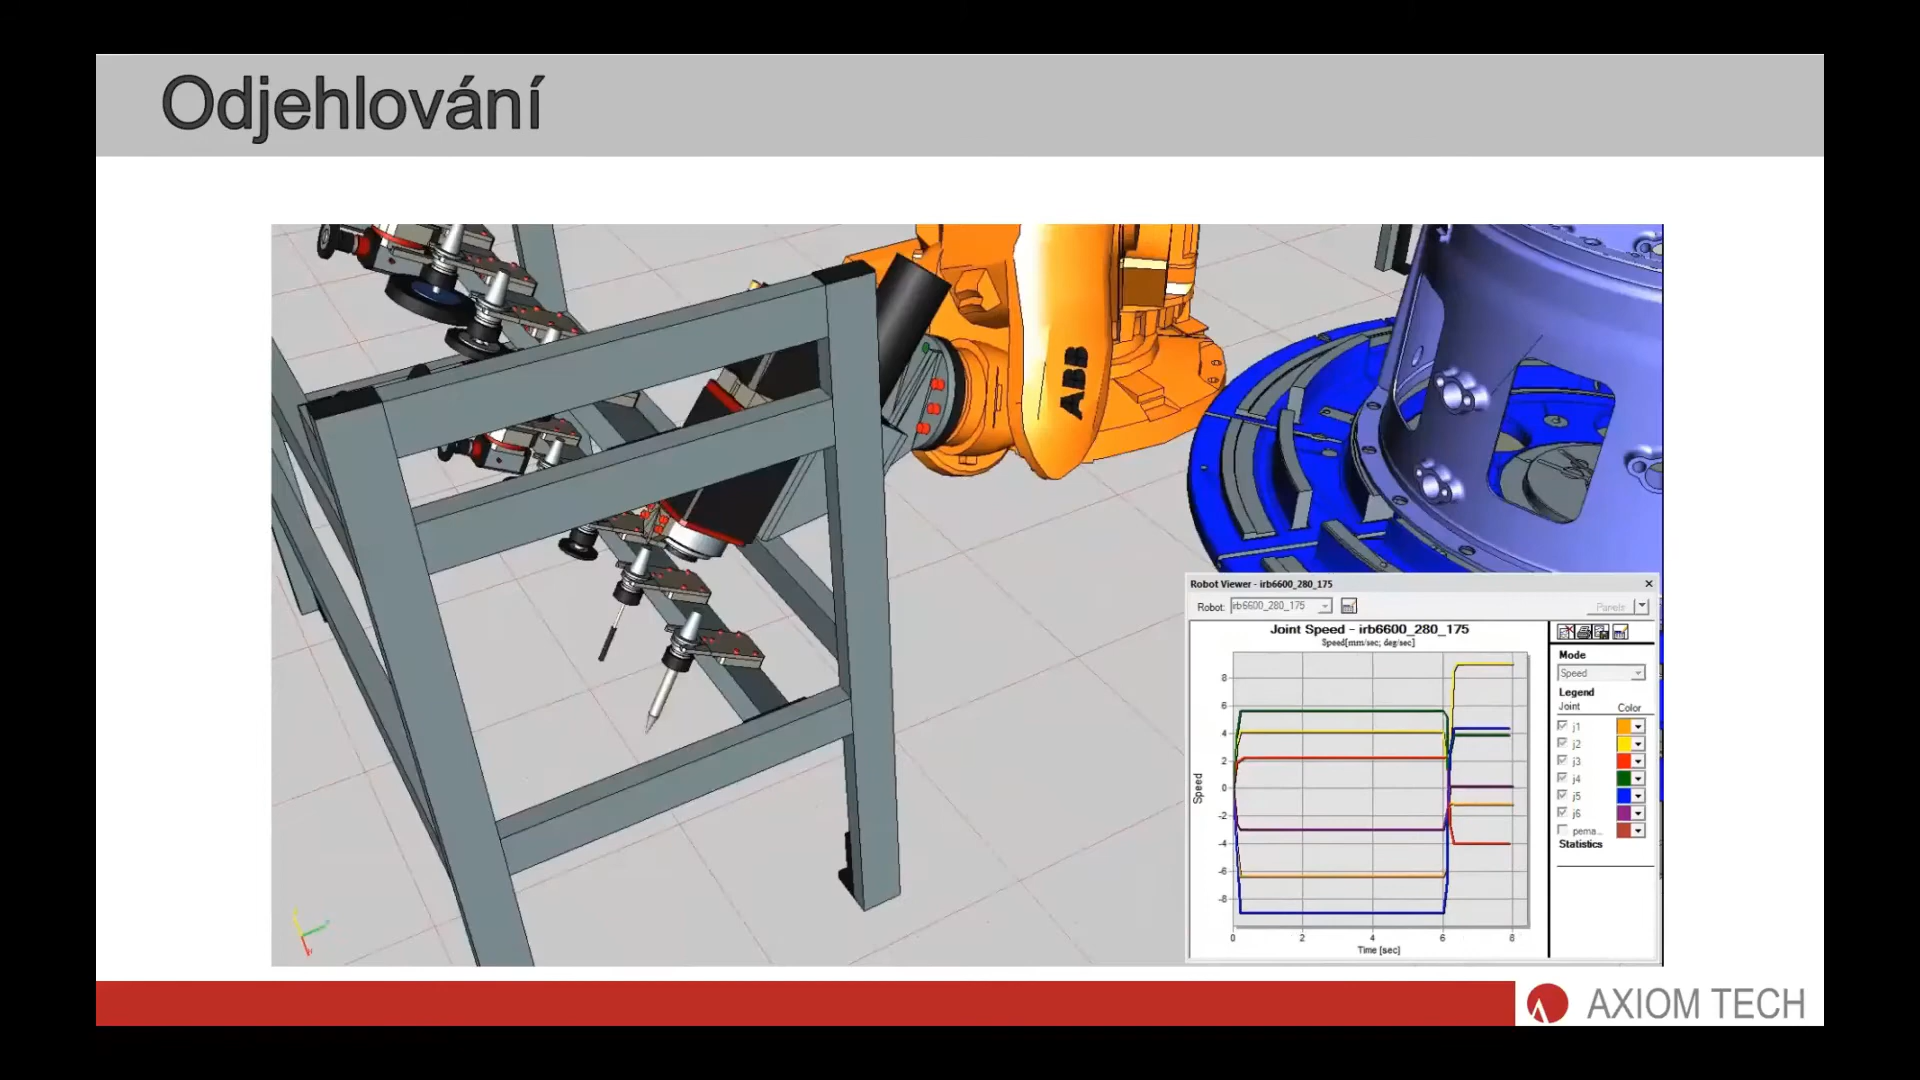 Odjehlování
ABB
Robot Viewer - irb6600_280_175
Robot: irb6600_280_175
Panels
Joint Speed - irb6600_280_175
Speed[mm/sec; deg/sec]
8
6
4
2
0
-2
-4
-6
-8
Speed
0 2 4 6 8
Time [sec]
Mode
Speed
Legend
Joint Color
j1
j2
j3
j4
j5
j6
pema...
Statistics
AXIOM TECH